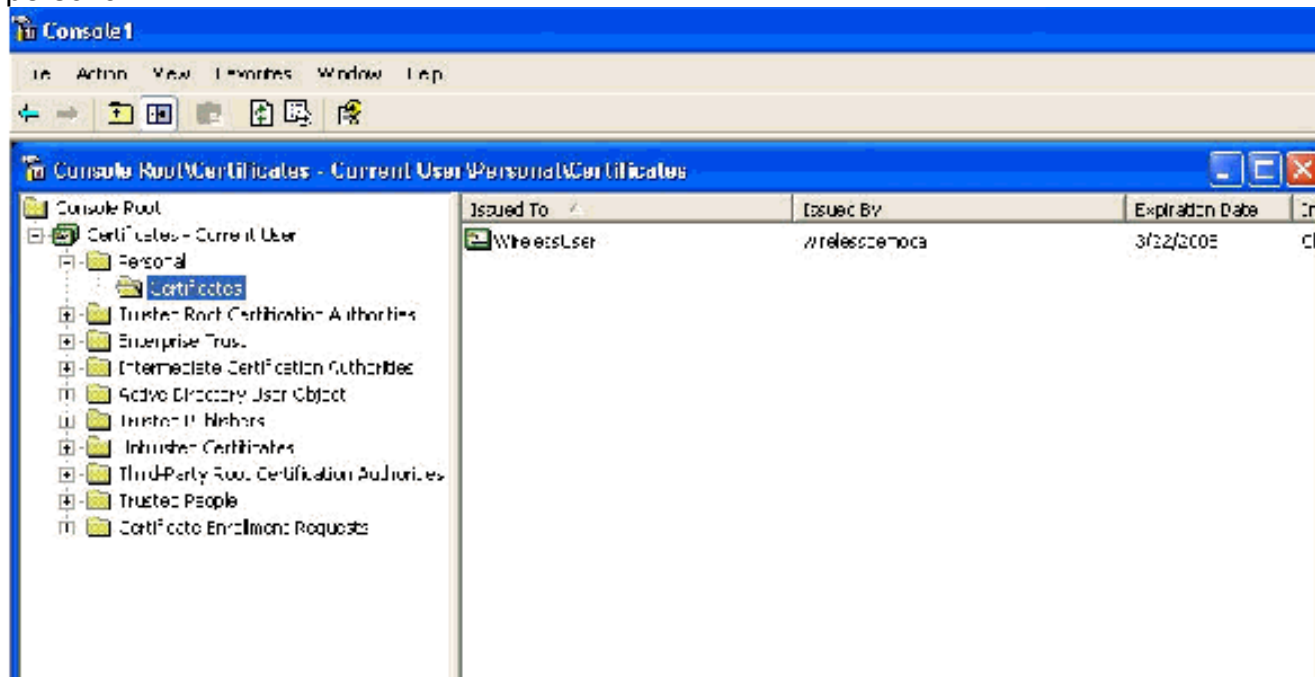 Console1
Action View Favorites Window Help
Console Root\Certificates - Current User\Personal\Certificates
Console Root
Certificates - Current User
Personal
Certificates
Trusted Root Certification Authorities
Enterprise Trust
Intermediate Certification Authorities
Active Directory User Object
Trusted Publishers
Untrusted Certificates
Third-Party Root Certification Authorities
Trusted People
Certificate Enrollment Requests
Issued To Issued By Expiration Date
WirelessUser wirelessdemoca